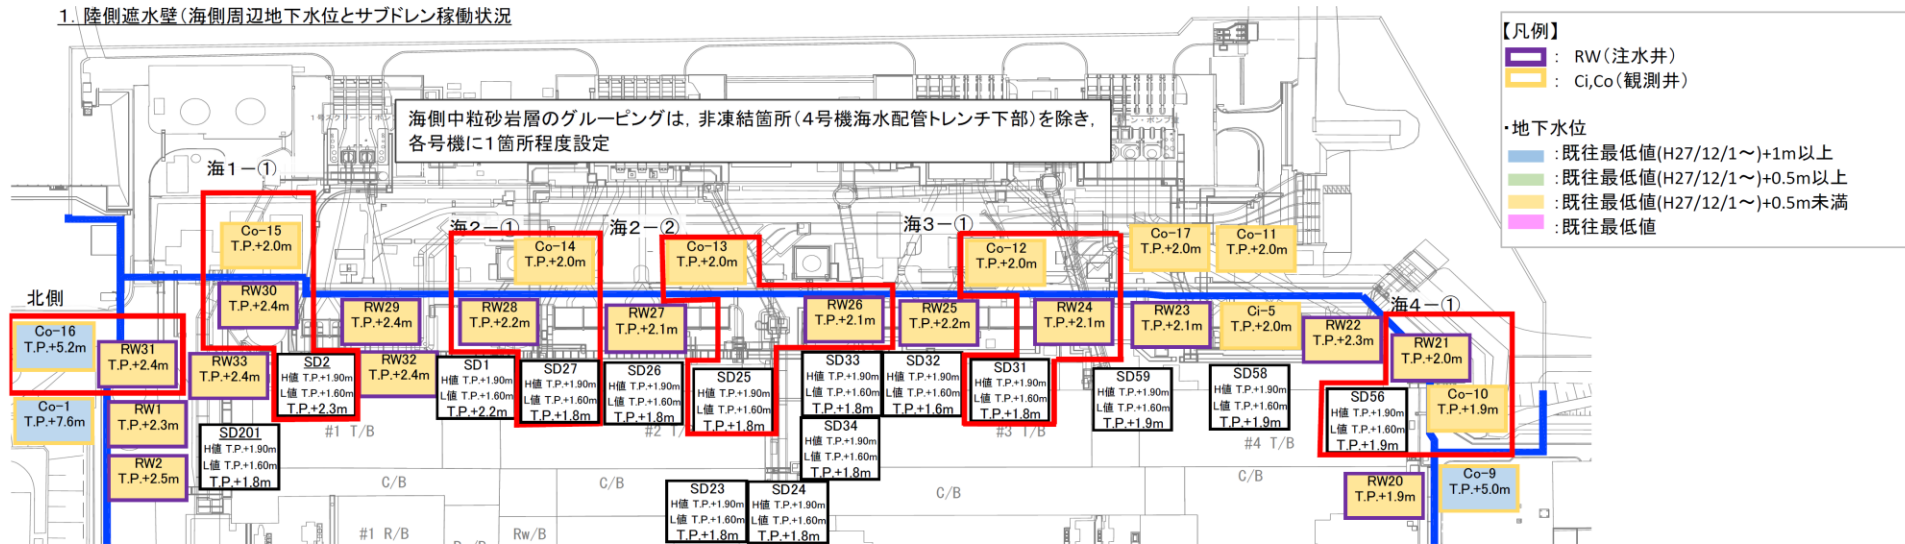 1. 陸側遮水壁(海側周辺地下水位とサブドレン稼働状況
【凡例】
: RW(注水井)
: Ci,Co(観測井)
・地下水位
:既往最低値(H27/12/1～)+1m以上
:既往最低値(H27/12/1～)+0.5m以上
:既往最低値(H27/12/1～)+0.5m未満
:既往最低値
海側中粒砂岩層のグルーピングは, 非凍結箇所(4号機海水配管トレンチ下部)を除き,
各号機に1箇所程度設定
海1-①
海2-①
海2-②
海3-①
海4-①
北側
Co-15
T.P.+2.0m
Co-14
T.P.+2.0m
Co-13
T.P.+2.0m
Co-12
T.P.+2.0m
Co-17
T.P.+2.0m
Co-11
T.P.+2.0m
RW30
T.P.+2.4m
RW29
T.P.+2.4m
RW28
T.P.+2.2m
RW27
T.P.+2.1m
RW26
T.P.+2.1m
RW25
T.P.+2.2m
RW24
T.P.+2.1m
RW23
T.P.+2.1m
Ci-5
T.P.+2.0m
RW22
T.P.+2.3m
RW21
T.P.+2.0m
Co-16
T.P.+5.2m
RW31
T.P.+2.4m
RW33
T.P.+2.4m
SD2
H値 T.P.+1.90m
L値 T.P.+1.60m
T.P.+2.3m
RW32
T.P.+2.4m
SD1
H値 T.P.+1.90m
L値 T.P.+1.60m
T.P.+2.2m
SD27
H値 T.P.+1.90m
L値 T.P.+1.60m
T.P.+1.8m
SD26
H値 T.P.+1.90m
L値 T.P.+1.60m
T.P.+1.8m
SD25
H値 T.P.+1.90m
L値 T.P.+1.60m
T.P.+1.8m
SD33
H値 T.P.+1.90m
L値 T.P.+1.60m
T.P.+1.8m
SD32
H値 T.P.+1.90m
L値 T.P.+1.60m
T.P.+1.6m
SD31
H値 T.P.+1.90m
L値 T.P.+1.60m
T.P.+1.8m
SD59
H値 T.P.+1.90m
L値 T.P.+1.60m
T.P.+1.9m
SD58
H値 T.P.+1.90m
L値 T.P.+1.60m
T.P.+1.9m
SD56
H値 T.P.+1.90m
L値 T.P.+1.60m
T.P.+1.9m
Co-10
T.P.+1.9m
Co-1
T.P.+7.6m
RW1
T.P.+2.3m
SD201
H値 T.P.+1.90m
L値 T.P.+1.60m
T.P.+1.8m
RW2
T.P.+2.5m
SD34
H値 T.P.+1.90m
L値 T.P.+1.60m
T.P.+1.8m
SD23
H値 T.P.+1.90m
L値 T.P.+1.60m
T.P.+1.8m
SD24
H値 T.P.+1.90m
L値 T.P.+1.60m
T.P.+1.8m
RW20
T.P.+1.9m
Co-9
T.P.+5.0m
#1 T/B
#3 T/B
#4 T/B
C/B
C/B
C/B
C/B
#1 R/B
Rw/B